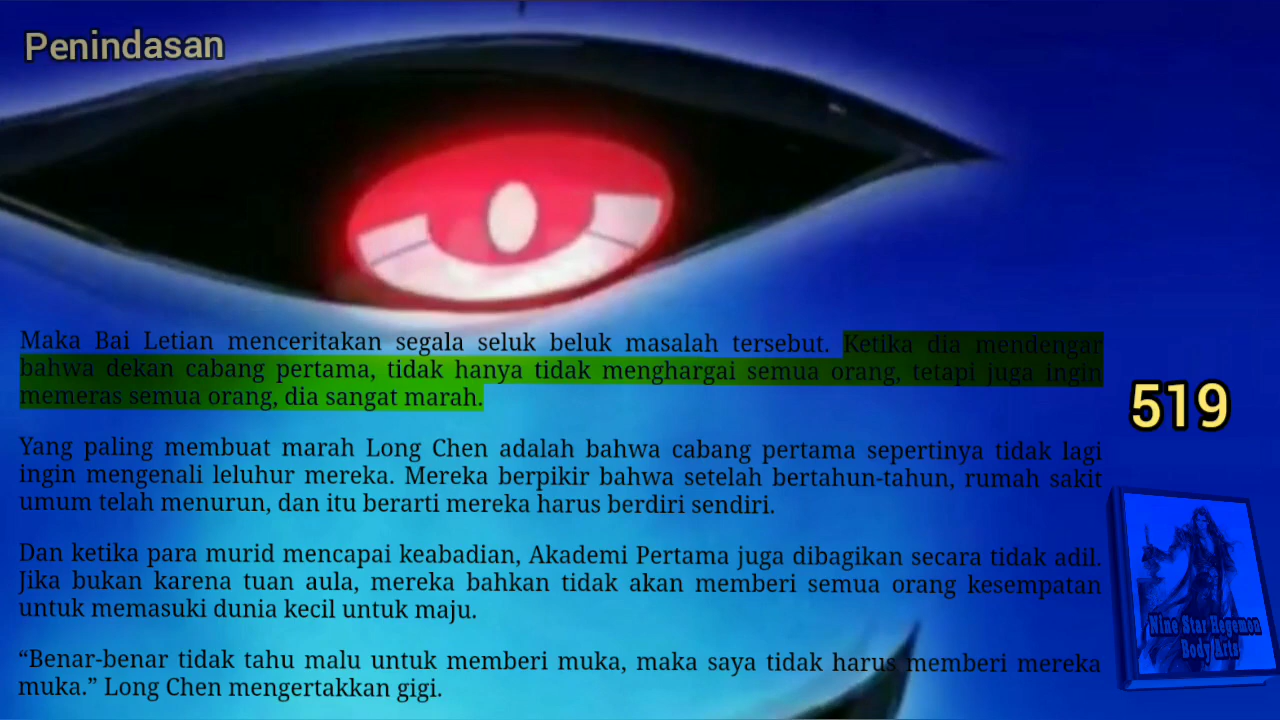 Penindasan
Maka Bai Letian menceritakan segala seluk beluk masalah tersebut. Ketika dia mendengar
bahwa dekan cabang pertama, tidak hanya tidak menghargai semua orang, tetapi juga ingin
memeras semua orang, dia sangat marah.
519
Yang paling membuat marah Long Chen adalah bahwa cabang pertama sepertinya tidak lagi
ingin mengenali leluhur mereka. Mereka berpikir bahwa setelah bertahun-tahun, rumah sakit
umum telah menurun, dan itu berarti mereka harus berdiri sendiri.
Dan ketika para murid mencapai keabadian, Akademi Pertama juga dibagikan secara tidak adil.
Jika bukan karena tuan aula, mereka bahkan tidak akan memberi semua orang kesempatan
untuk memasuki dunia kecil untuk maju.
“Benar-benar tidak tahu malu untuk memberi muka, maka saya tidak harus memberi mereka
muka.” Long Chen mengertakkan gigi.
Nine Star Hegemon
Body Arts